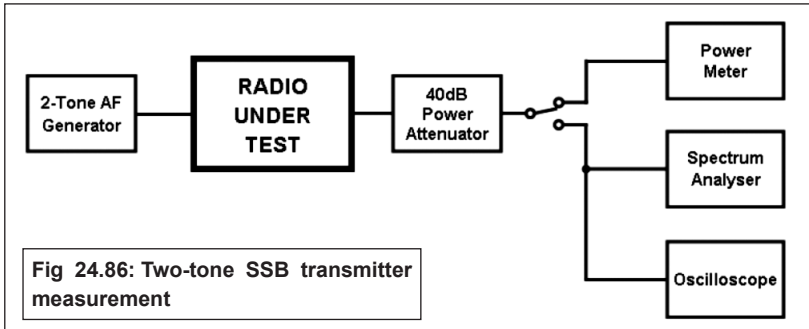 2-Tone AF
Generator
RADIO
UNDER
TEST
40dB
Power
Attenuator
Power
Meter
Spectrum
Analyser
Oscilloscope
Fig 24.86: Two-tone SSB transmitter
measurement